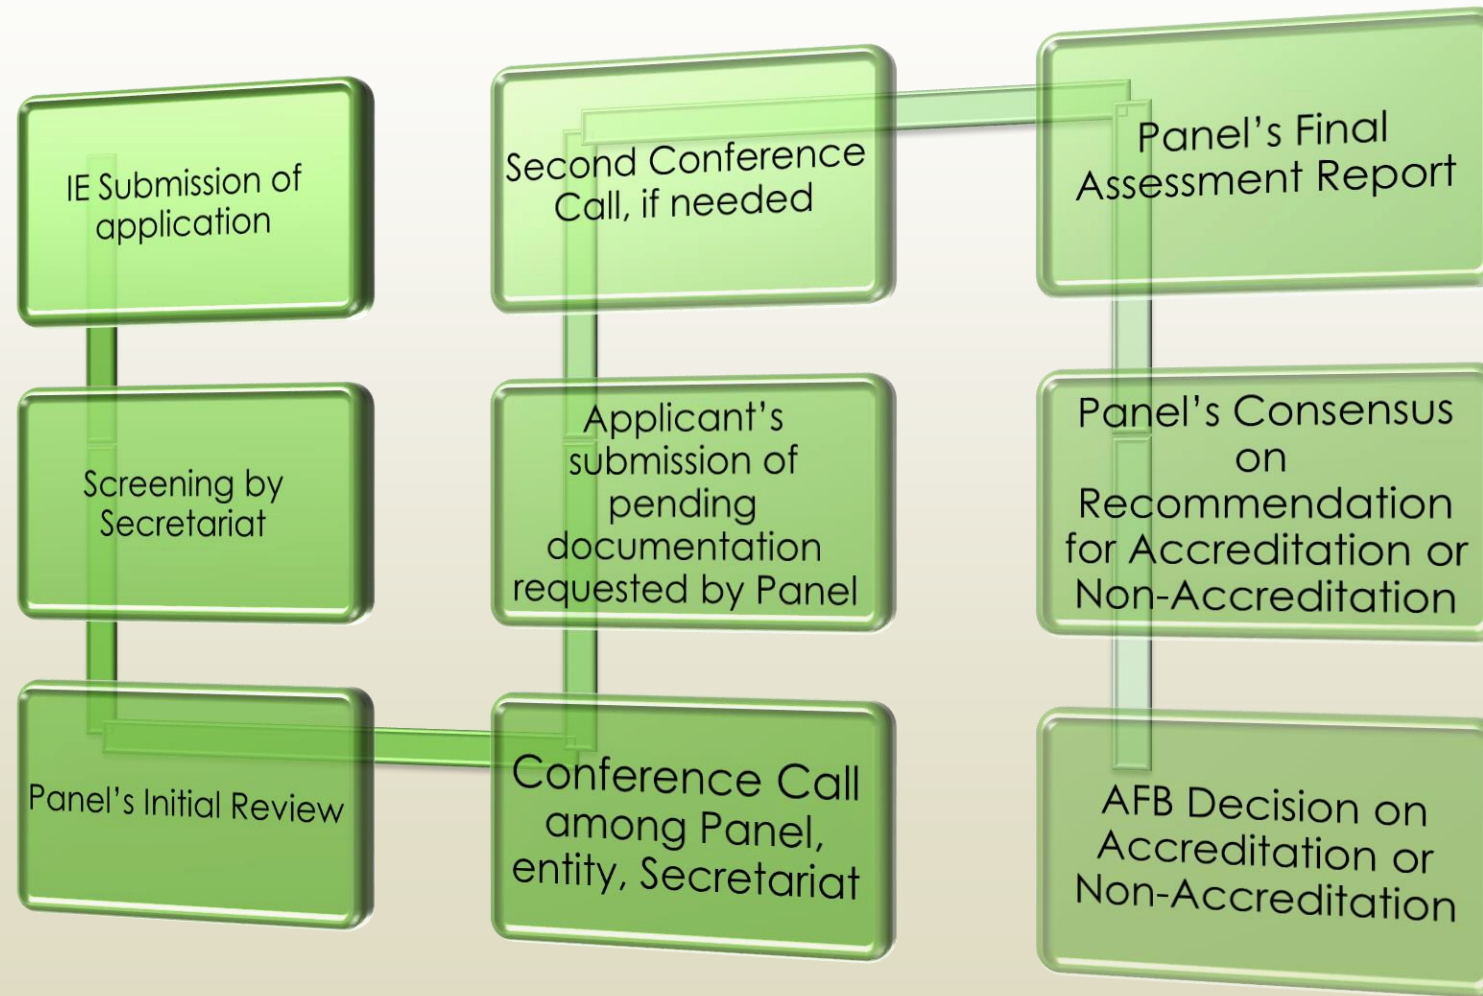 IE Submission of
application
Screening by
Secretariat
Panel's Initial Review
Conference Call
among Panel,
entity, Secretariat
Applicant's
submission of
pending
documentation
requested by Panel
Second Conference
Call, if needed
Panel's Final
Assessment Report
Panel's Consensus
on
Recommendation
for Accreditation or
Non-Accreditation
AFB Decision on
Accreditation or
Non-Accreditation